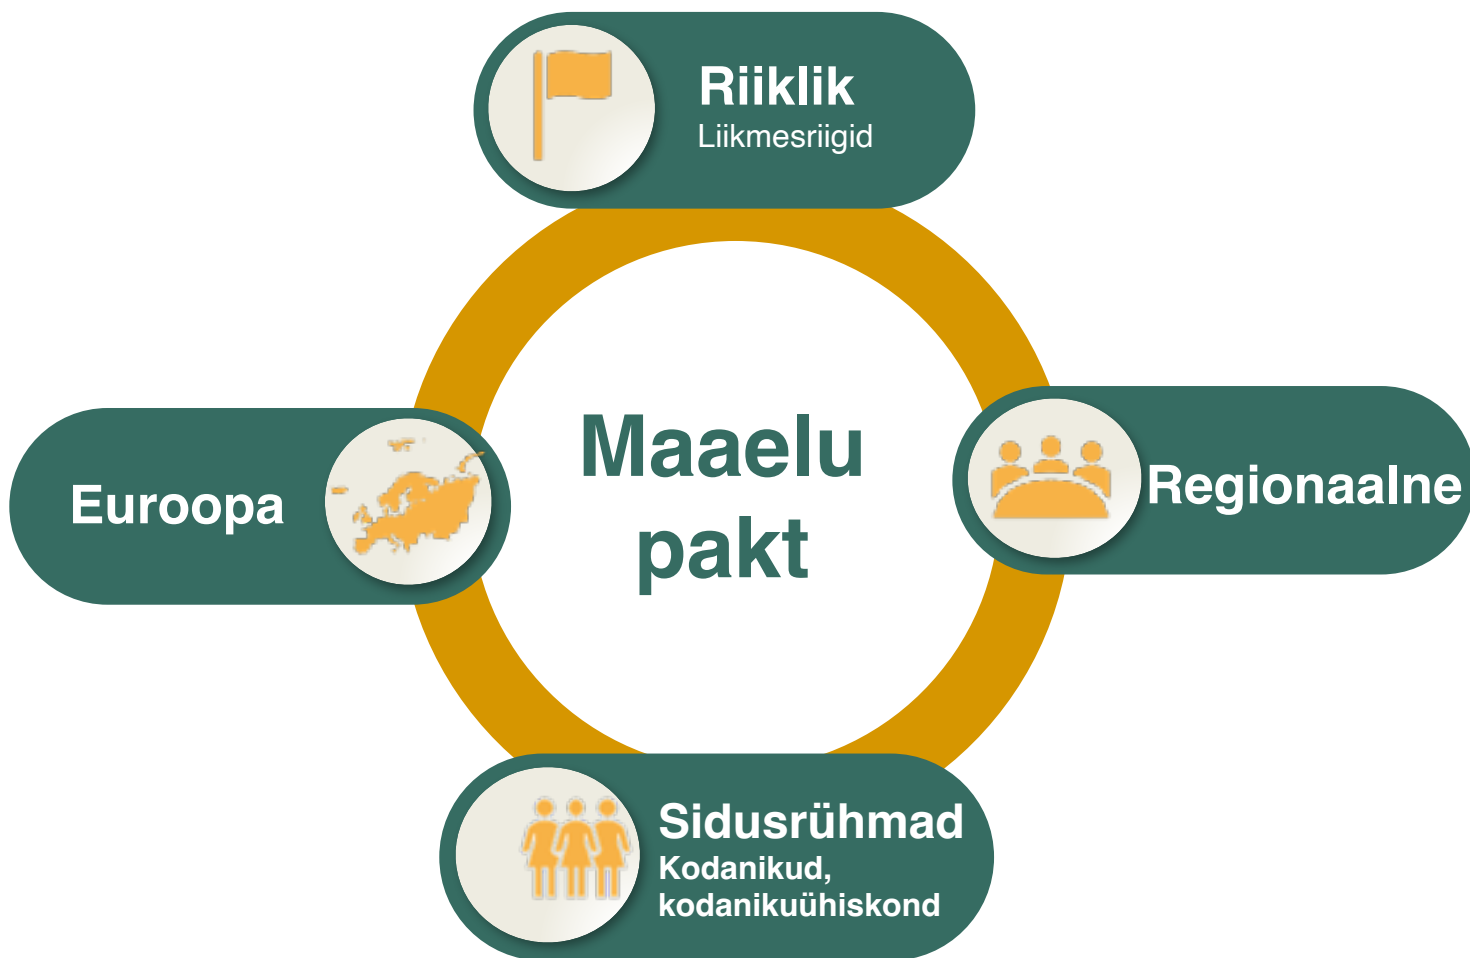 Riiklik
Liikmesriigid
Euroopa
Maaelu
pakt
Regionaalne
Sidusrühmad
Kodanikud,
kodanikuühiskond